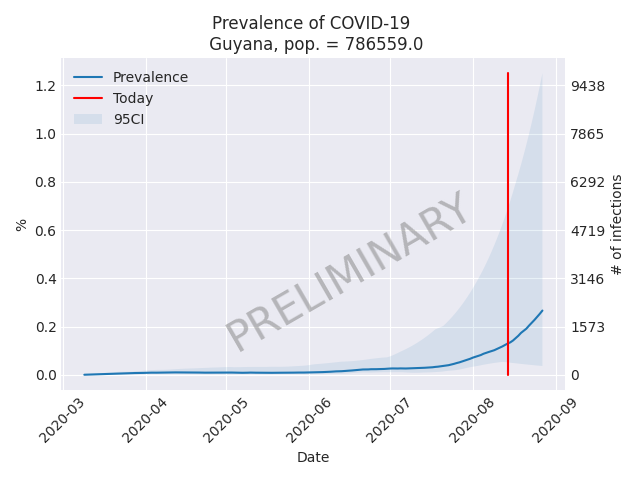 Prevalence of COVID-19
Guyana, pop. = 786559.0
Prevalence
Today
95CI
1.2
1.0
0.8
0.6
0.4
0.2
0.0
%
9438
7865
6292
4719
3146
1573
0
# of infections
PRELIMINARY
2020-03
2020-04
2020-05
2020-06
2020-07
2020-08
2020-09
Date